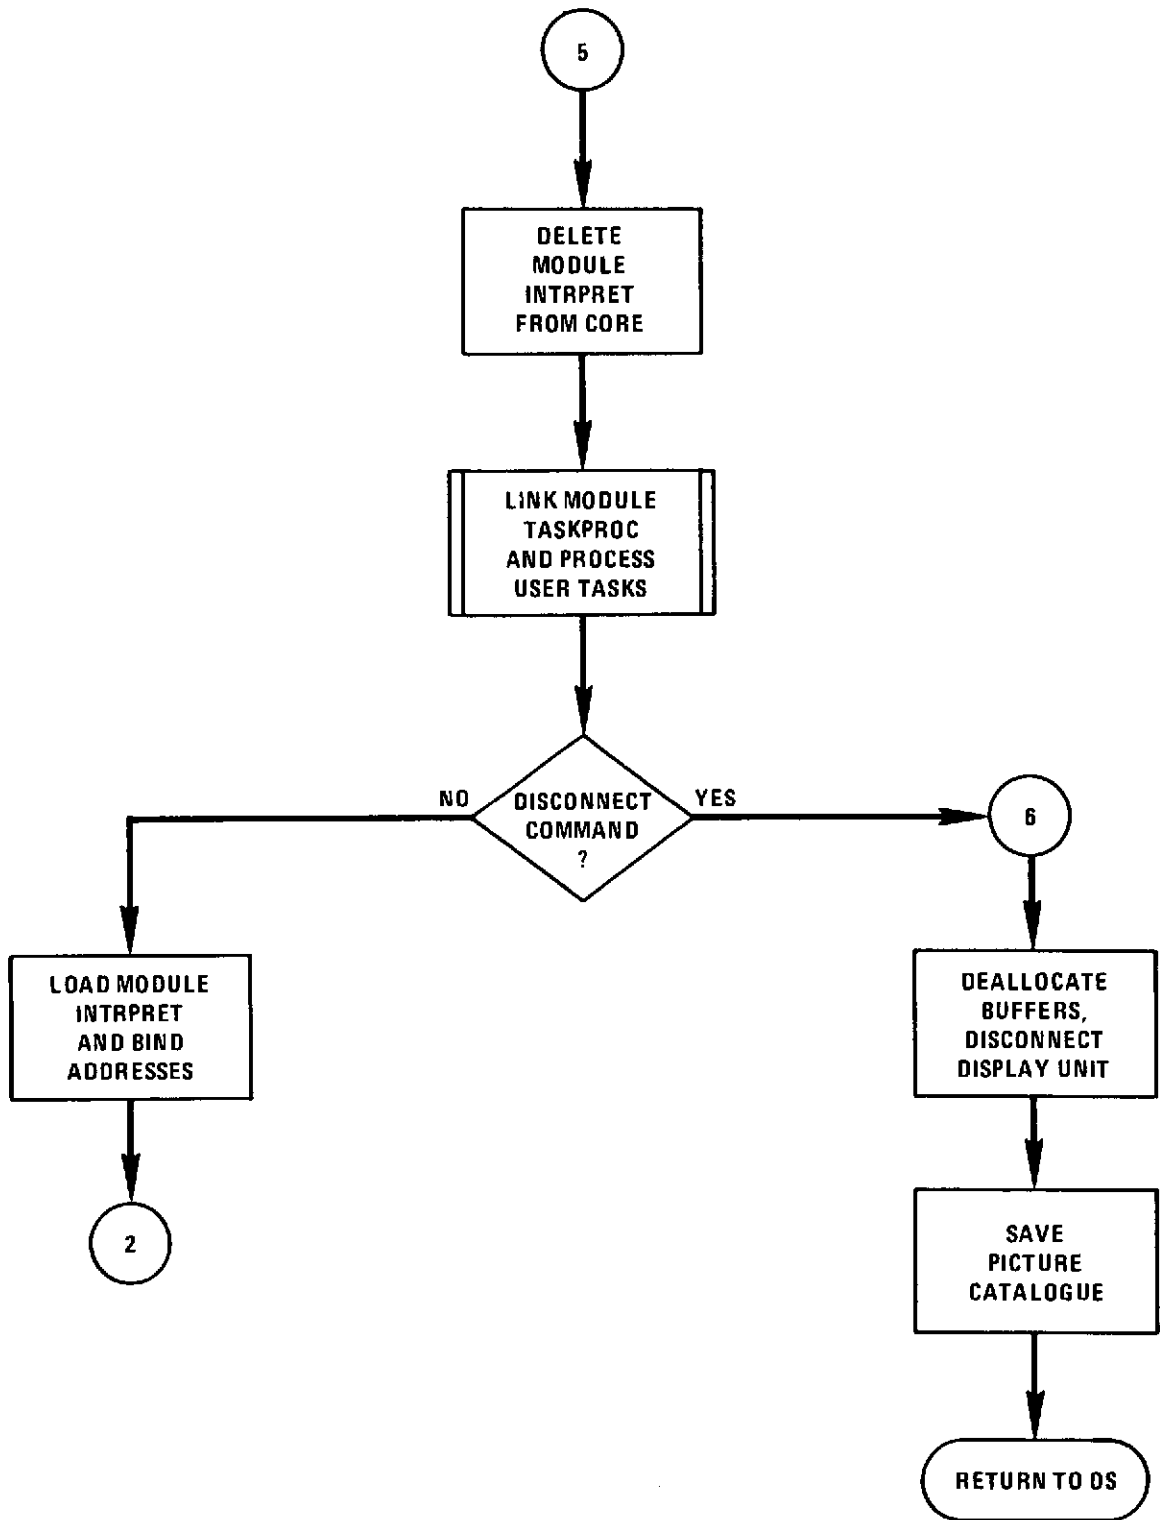 5
DELETE
MODULE
INTRPRET
FROM CORE
LINK MODULE
TASKPROC
AND PROCESS
USER TASKS
NO
DISCONNECT
COMMAND
?
YES
6
LOAD MODULE
INTRPRET
AND BIND
ADDRESSES
2
DEALLOCATE
BUFFERS,
DISCONNECT
DISPLAY UNIT
SAVE
PICTURE
CATALOGUE
RETURN TO OS